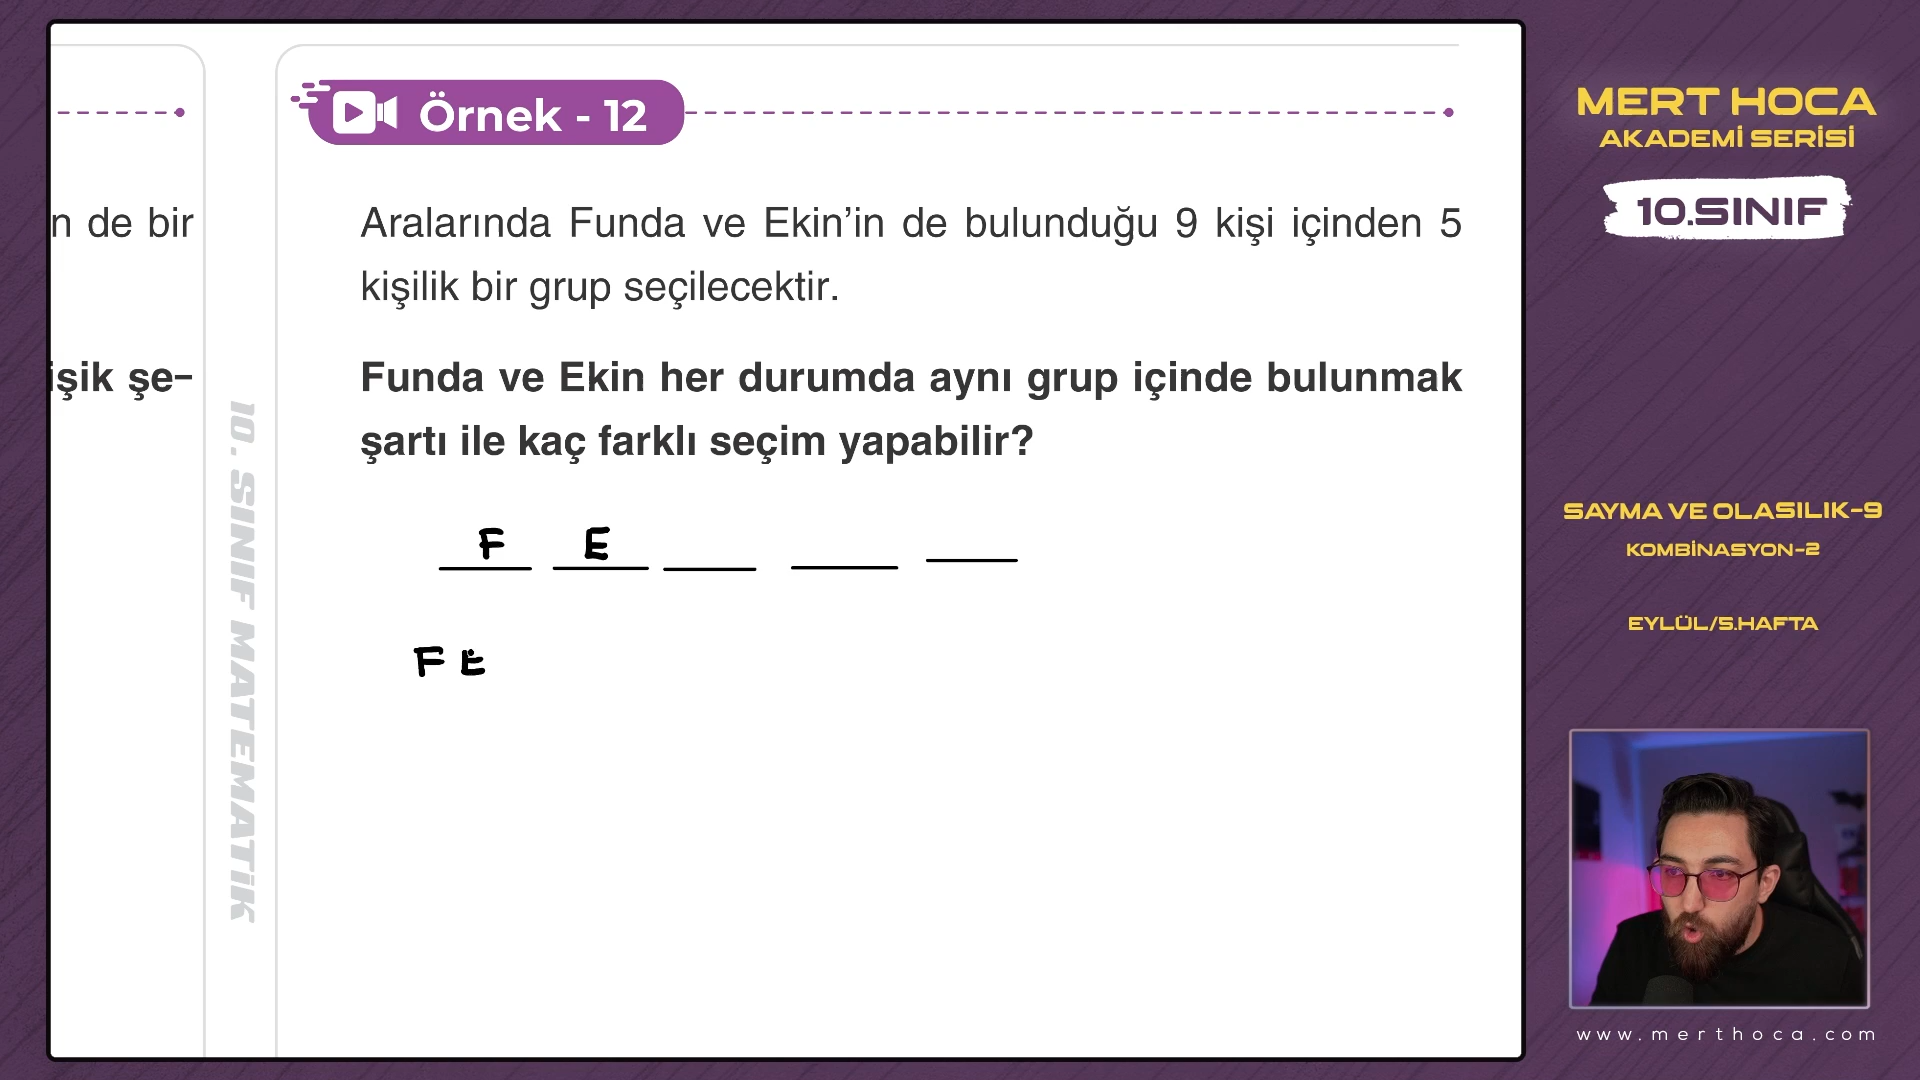 n de bir
işik şe-
10. SINIF MATEMATİK
Örnek - 12
Aralarında Funda ve Ekin'in de bulunduğu 9 kişi içinden 5
kişilik bir grup seçilecektir.
Funda ve Ekin her durumda aynı grup içinde bulunmak
şartı ile kaç farklı seçim yapabilir?
F E
F E
MERT HOCA
AKADEMİ SERİSİ
10.SINIF
SAYMA VE OLASILIK-9
KOMBİNASYON-2
EYLÜL/5.HAFTA
www.merthoca.com